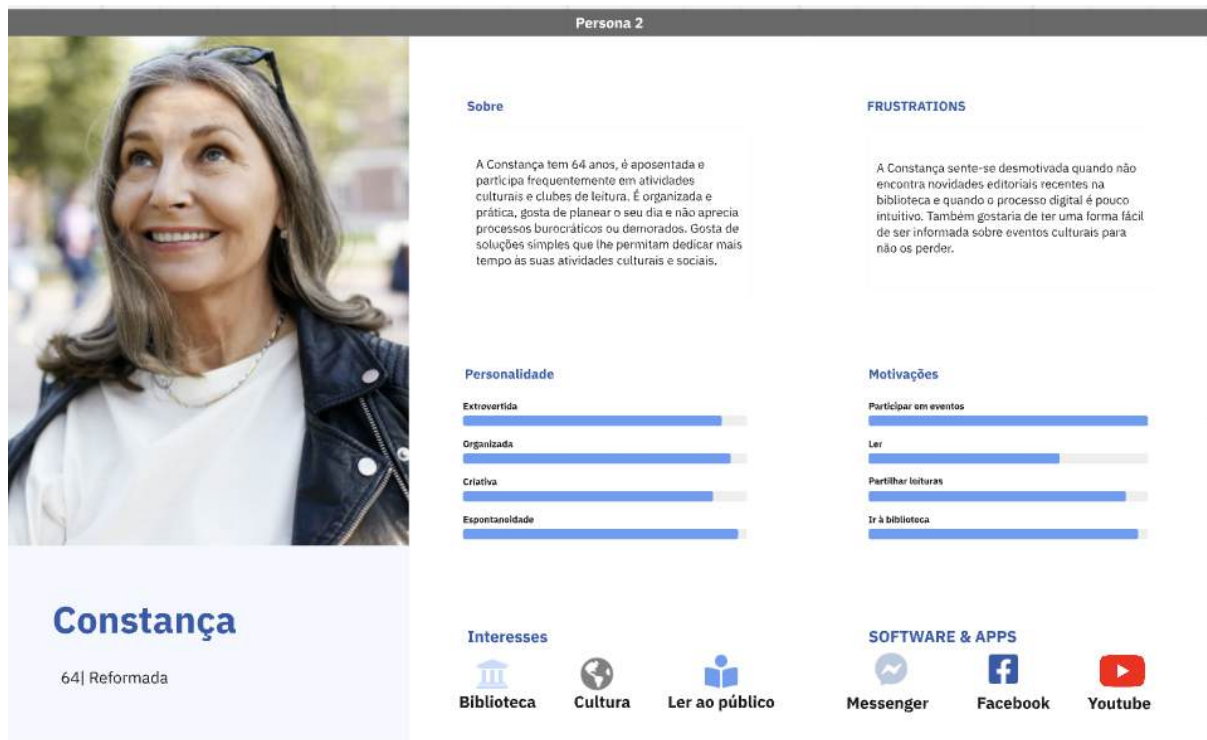 Persona 2
Sobre
A Constança tem 64 anos, é aposentada e
participa frequentemente em atividades
culturais e clubes de leitura. É organizada e
prática, gosta de planear o seu dia e não aprecia
processos burocráticos ou demorados. Gosta de
soluções simples que lhe permitam dedicar mais
tempo às suas atividades culturais e sociais.
FRUSTRATIONS
A Constança sente-se desmotivada quando não
encontra novidades editoriais recentes na
biblioteca e quando o processo digital é pouco
intuitivo. Também gostaria de ter uma forma fácil
de ser informada sobre eventos culturais para
não os perder.
Personalidade
Extrovertida
Organizada
Criativa
Espontaneidade
Motivações
Participar em eventos
Ler
Partilhar leituras
Ir à biblioteca
Constança
64| Reformada
Interesses
Biblioteca
Cultura
Ler ao público
SOFTWARE & APPS
Messenger
Facebook
Youtube